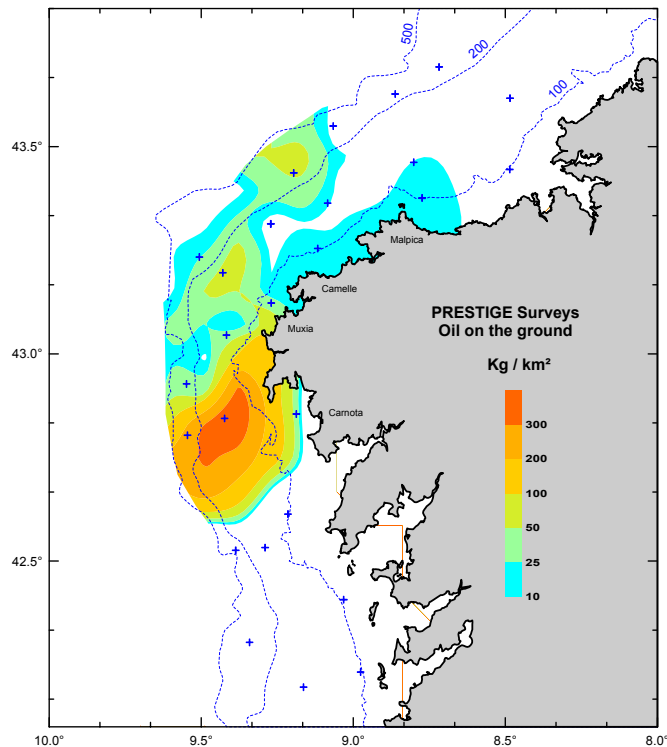 500
200
100
43.5°
Malpica
Camelle
PRESTIGE Surveys
Oil on the ground
Muxia
43.0°
Kg / km²
Carnota
300
200
100
50
42.5°
25
10
10.0°
9.5°
9.0°
8.5°
8.0°